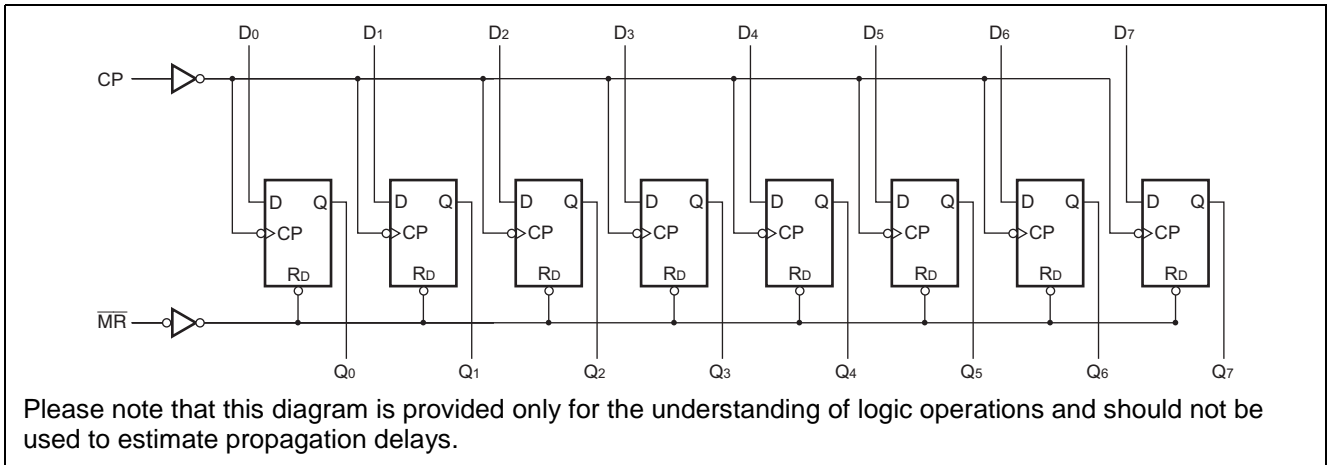 D0 D1 D2 D3 D4 D5 D6 D7
CP
D Q D Q D Q D Q D Q D Q D Q D Q
CP CP CP CP CP CP CP CP
RD RD RD RD RD RD RD RD
MR
Q0 Q1 Q2 Q3 Q4 Q5 Q6 Q7
Please note that this diagram is provided only for the understanding of logic operations and should not be
used to estimate propagation delays.